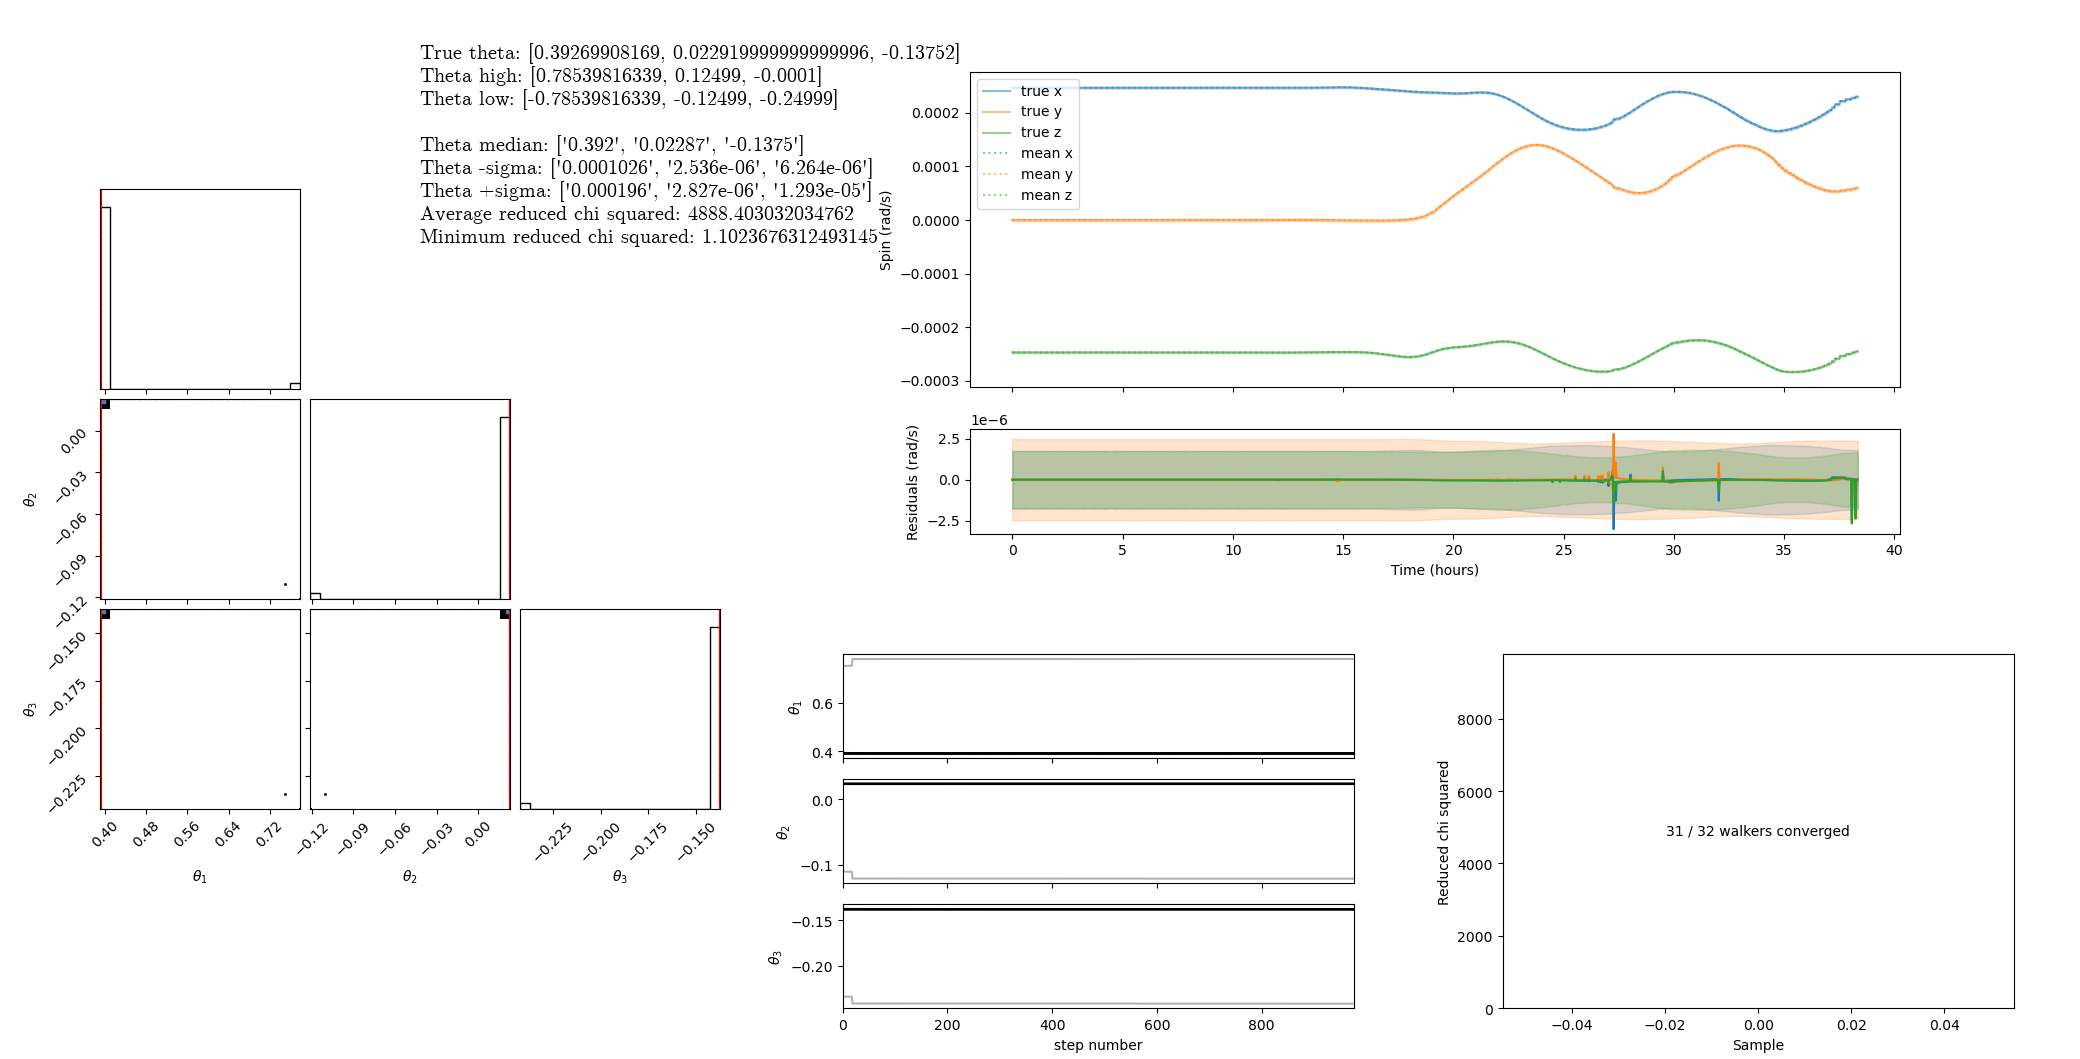 True theta: [0.39269908169, 0.022919999999999996, -0.13752]
Theta high: [0.78539816339, 0.12499, -0.0001]
Theta low: [-0.78539816339, -0.12499, -0.24999]
Theta median: ['0.392', '0.02287', '-0.1375']
Theta -sigma: ['0.0001026', '2.536e-06', '6.264e-06']
Theta +sigma: ['0.000196', '2.827e-06', '1.293e-05']
Average reduced chi squared: 4888.403032034762
Minimum reduced chi squared: 1.1023676312493145
θ2
0.00
−0.03
−0.06
−0.09
−0.12
θ3
−0.150
−0.175
−0.200
−0.225
0.40 0.48 0.56 0.64 0.72
θ1
−0.12 −0.09 −0.06 −0.03 0.00
θ2
−0.225 −0.200 −0.175 −0.150
θ3
true x
true y
true z
mean x
mean y
mean z
Spin (rad/s)
0.0002
0.0001
0.0000
−0.0001
−0.0002
−0.0003
1e−6
Residuals (rad/s)
2.5
0.0
−2.5
0 5 10 15 20 25 30 35 40
Time (hours)
θ1
0.6
0.4
θ2
0.0
−0.1
θ3
−0.15
−0.20
0 200 400 600 800
step number
Reduced chi squared
8000
6000
4000
2000
0
31 / 32 walkers converged
−0.04 −0.02 0.00 0.02 0.04
Sample